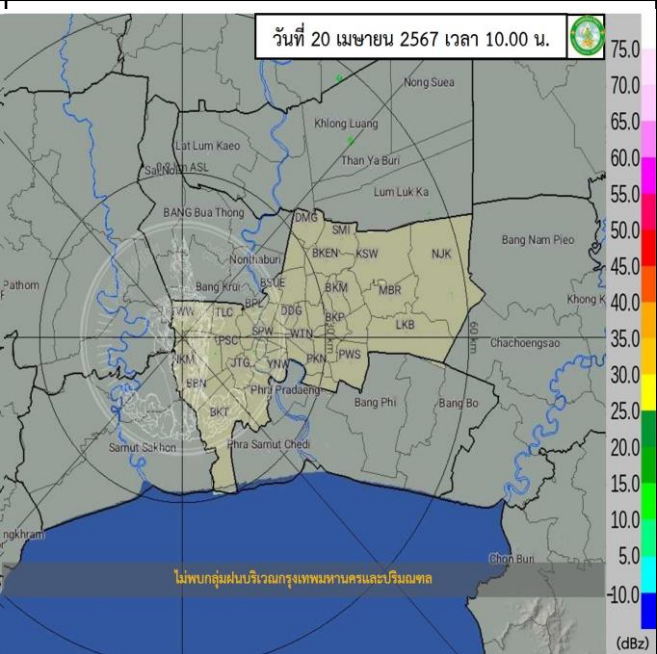 วันที่ 20 เมษายน 2567 เวลา 10.00 น.
75.0
70.0
65.0
60.0
55.0
50.0
45.0
40.0
35.0
30.0
25.0
20.0
15.0
10.0
5.0
-10.0
(dBz)
Nong Suea
Khlong Luang
Lat Lum Kaeo
Than Ya Buri
Lum Luk Ka
BANG Bua Thong
DMG
SMI
BKEN
KSW
NJK
Bang Nam Pieo
Nonthaburi
Pathom
Bang Krui
BSUE
BKM
MBR
Khong K
BPL
TLC
DDG
BKP
LKB
SPW
WTN
30 km
60 km
Chachoengsao
PSC
JTG
YNW
PKN
PWS
BBN
Phra Pradaeng
Bang Phi
Bang Bo
BKT
Samut Sakhon
Phra Samut Chedi
ngkhram
Chon Buri
ไม่พบกลุ่มฝนบริเวณกรุงเทพมหานครและปริมณฑล